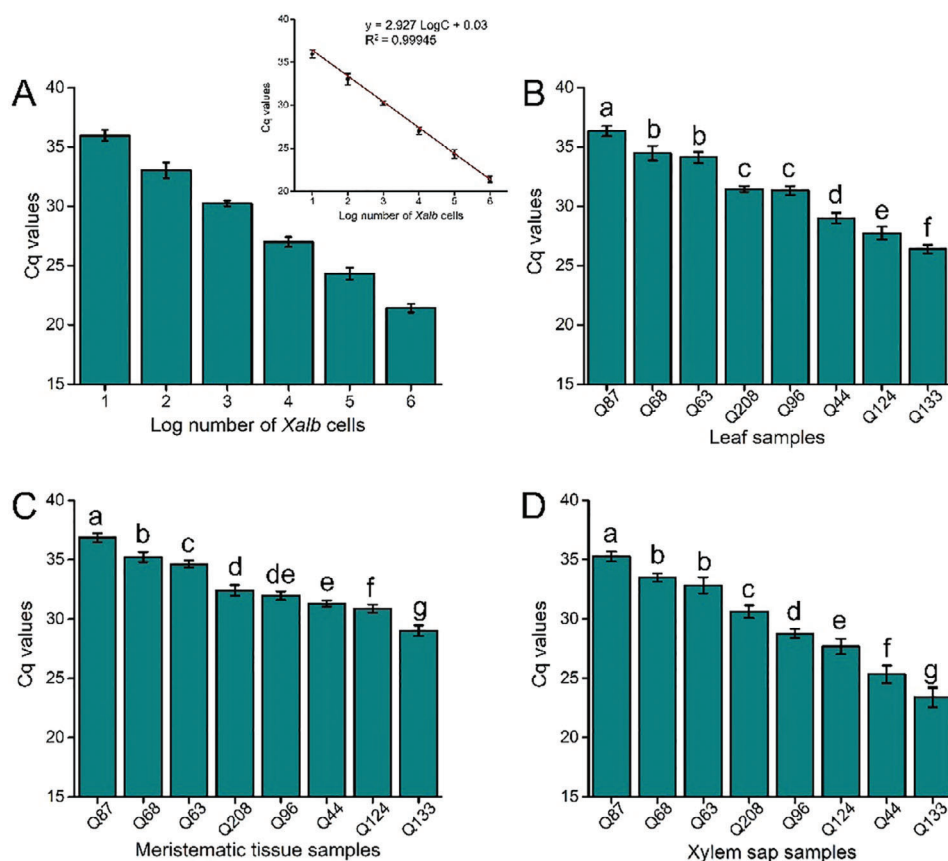 A
Cq values
40
35
30
25
20
15
1 2 3 4 5 6
Log number of Xalb cells
y = 2.927 LogC + 0.03
R² = 0.99945
Cq values
40
35
30
25
20
1 2 3 4 5 6
Log number of Xalb cells
B
Cq values
40
35
30
25
20
15
a b b c c d e f
Q87 Q68 Q63 Q208 Q96 Q44 Q124 Q133
Leaf samples
C
Cq values
40
35
30
25
20
15
a b c d de e f g
Q87 Q68 Q63 Q208 Q96 Q44 Q124 Q133
Meristematic tissue samples
D
Cq values
40
35
30
25
20
15
a b b c d e f g
Q87 Q68 Q63 Q208 Q96 Q124 Q44 Q133
Xylem sap samples